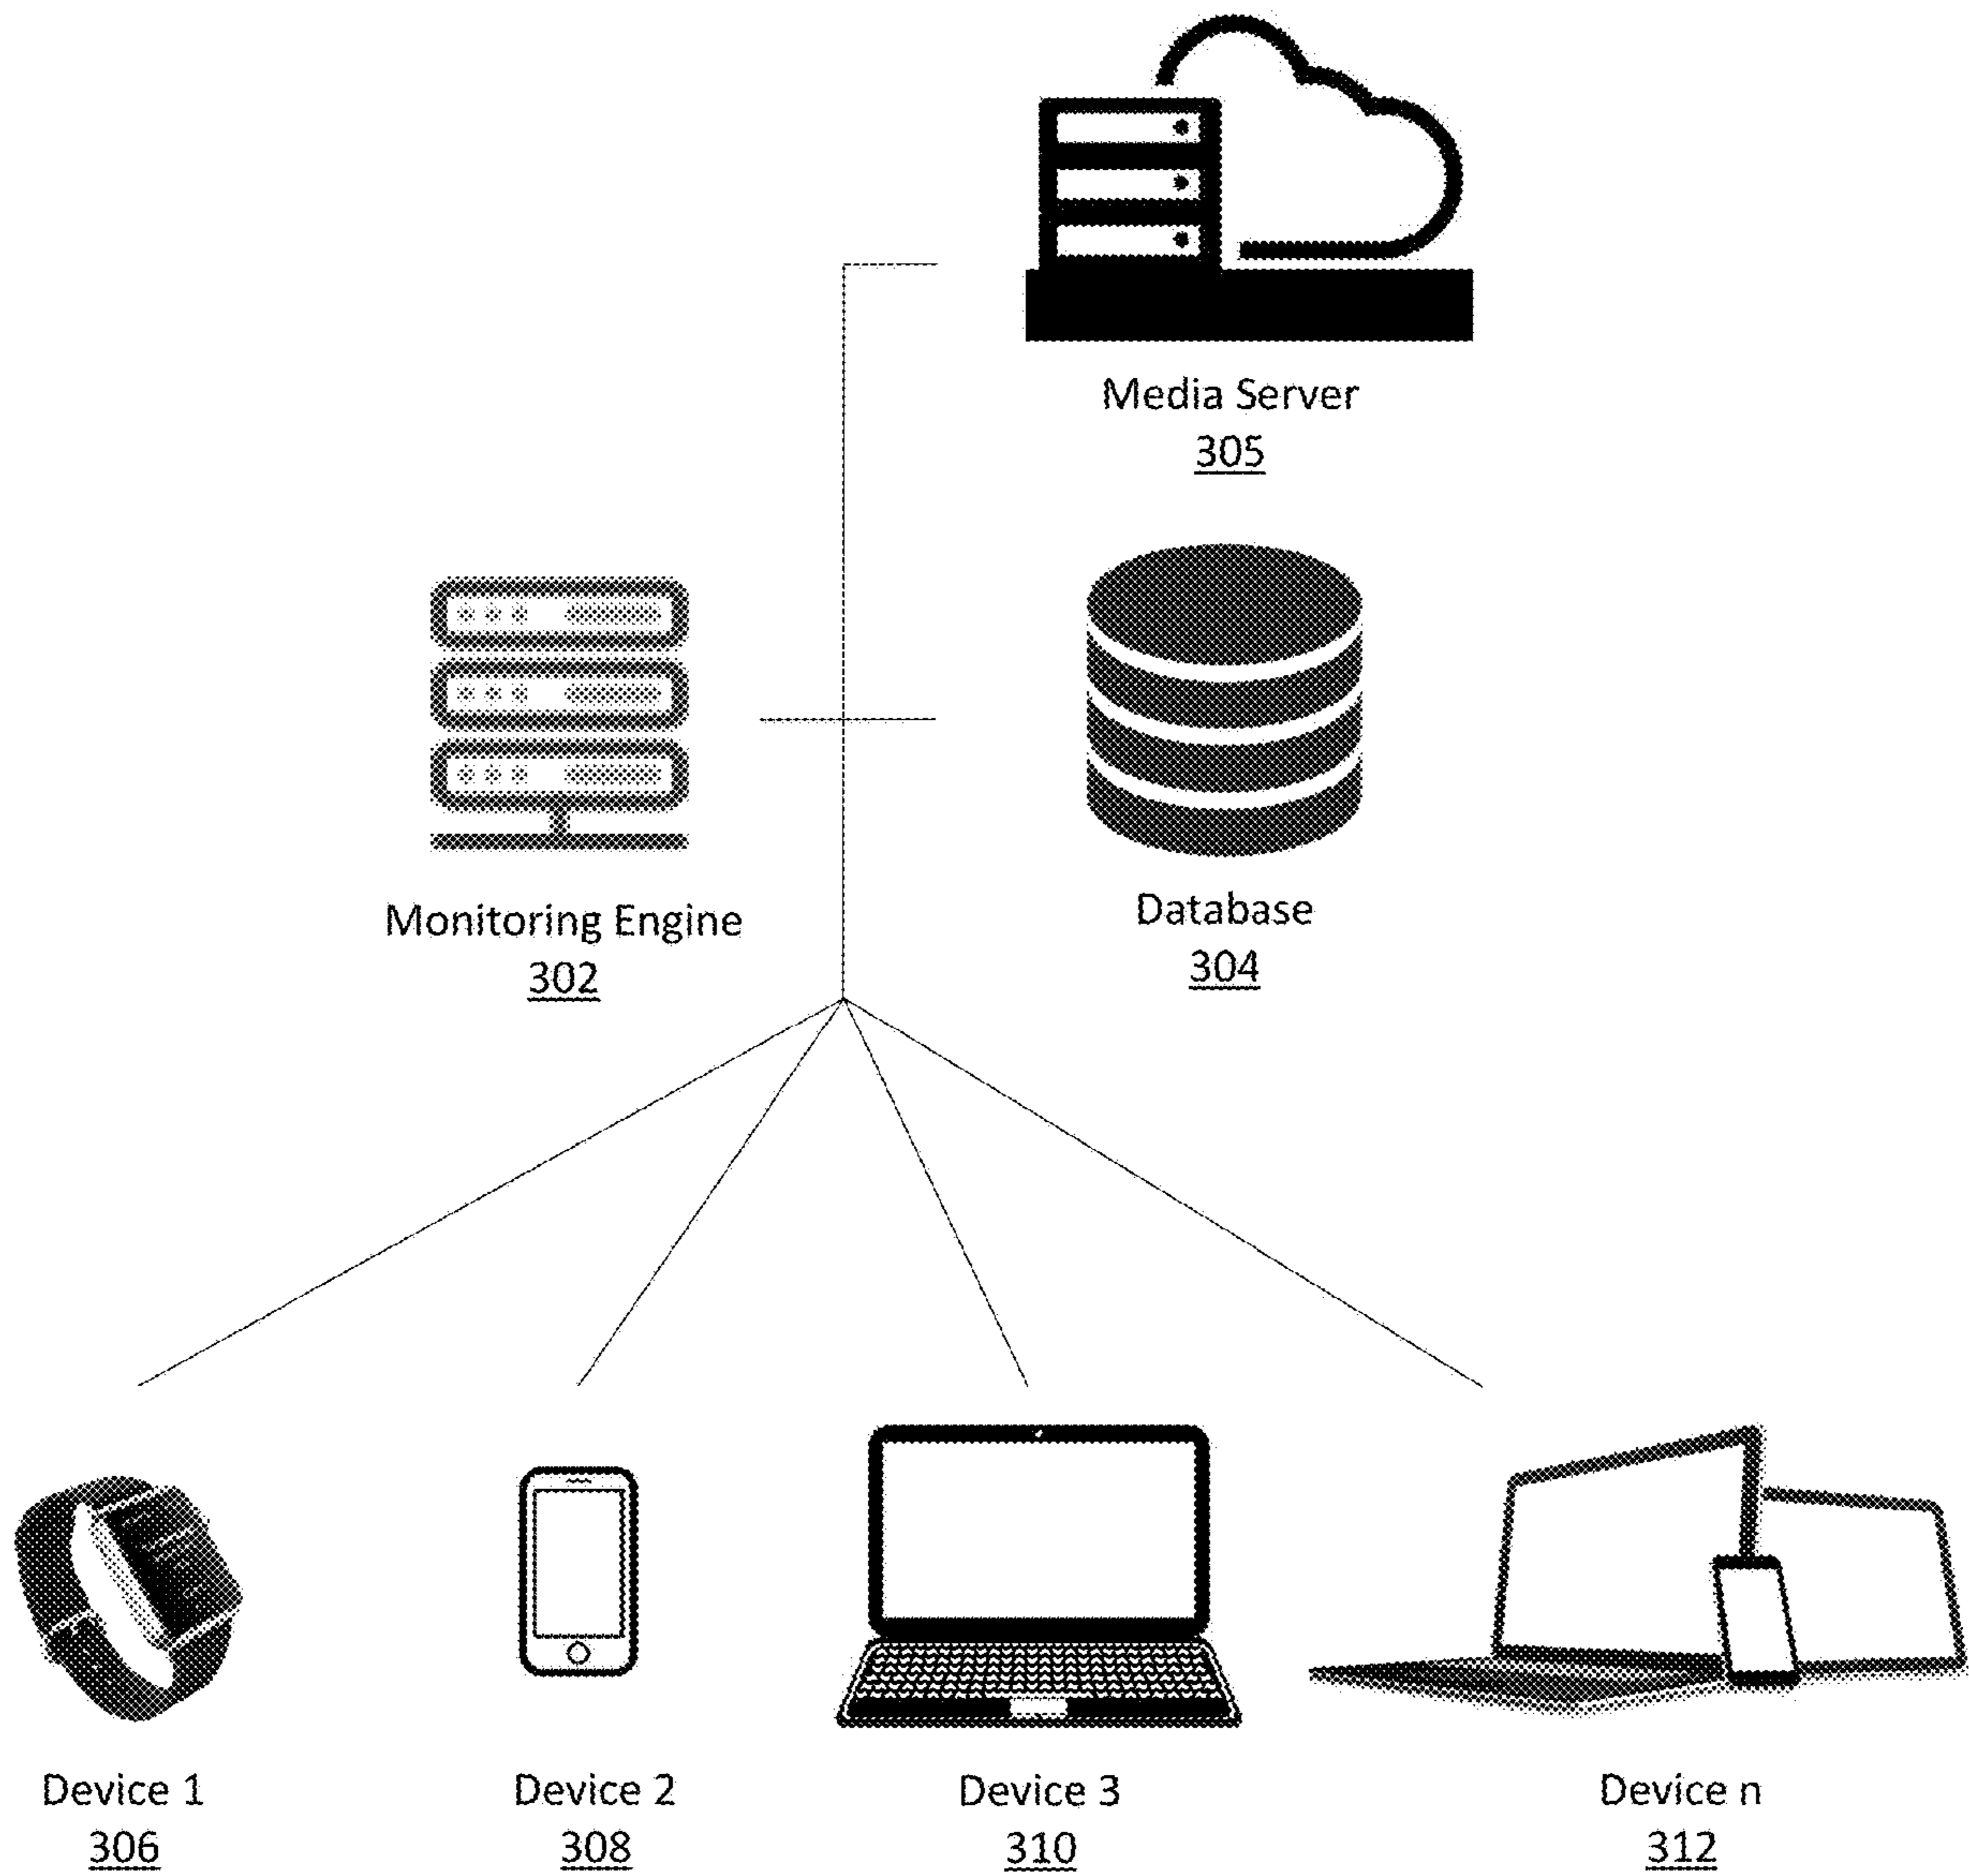 Media Server
305
Monitoring Engine
302
Database
304
Device 1
306
Device 2
308
Device 3
310
Device n
312